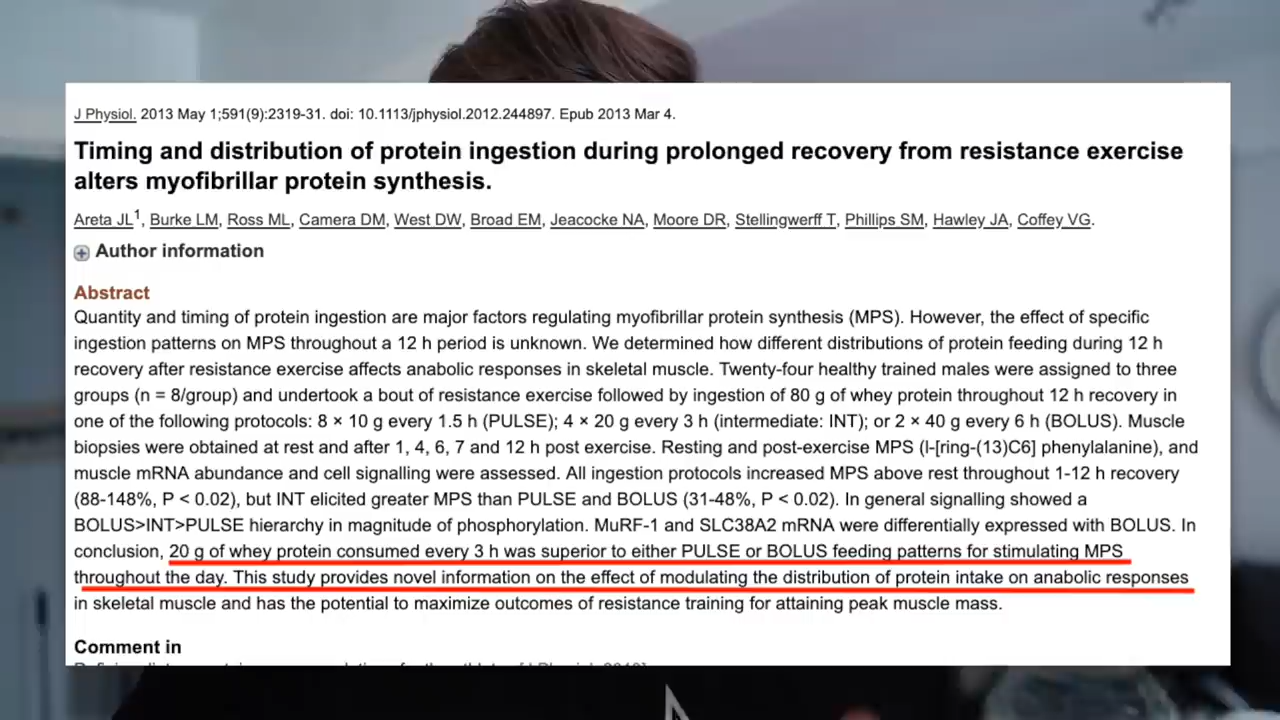 J Physiol. 2013 May 1;591(9):2319-31. doi: 10.1113/jphysiol.2012.244897. Epub 2013 Mar 4.
Timing and distribution of protein ingestion during prolonged recovery from resistance exercise
alters myofibrillar protein synthesis.
Areta JL1, Burke LM, Ross ML, Camera DM, West DW, Broad EM, Jeacocke NA, Moore DR, Stellingwerff T, Phillips SM, Hawley JA, Coffey VG.
Author information
Abstract
Quantity and timing of protein ingestion are major factors regulating myofibrillar protein synthesis (MPS). However, the effect of specific
ingestion patterns on MPS throughout a 12 h period is unknown. We determined how different distributions of protein feeding during 12 h
recovery after resistance exercise affects anabolic responses in skeletal muscle. Twenty-four healthy trained males were assigned to three
groups (n = 8/group) and undertook a bout of resistance exercise followed by ingestion of 80 g of whey protein throughout 12 h recovery in
one of the following protocols: 8 × 10 g every 1.5 h (PULSE); 4 × 20 g every 3 h (intermediate: INT); or 2 × 40 g every 6 h (BOLUS). Muscle
biopsies were obtained at rest and after 1, 4, 6, 7 and 12 h post exercise. Resting and post-exercise MPS (l-[ring-(13)C6] phenylalanine), and
muscle mRNA abundance and cell signalling were assessed. All ingestion protocols increased MPS above rest throughout 1-12 h recovery
(88-148%, P < 0.02), but INT elicited greater MPS than PULSE and BOLUS (31-48%, P < 0.02). In general signalling showed a
BOLUS>INT>PULSE hierarchy in magnitude of phosphorylation. MuRF-1 and SLC38A2 mRNA were differentially expressed with BOLUS. In
conclusion, 20 g of whey protein consumed every 3 h was superior to either PULSE or BOLUS feeding patterns for stimulating MPS
throughout the day. This study provides novel information on the effect of modulating the distribution of protein intake on anabolic responses
in skeletal muscle and has the potential to maximize outcomes of resistance training for attaining peak muscle mass.
Comment in